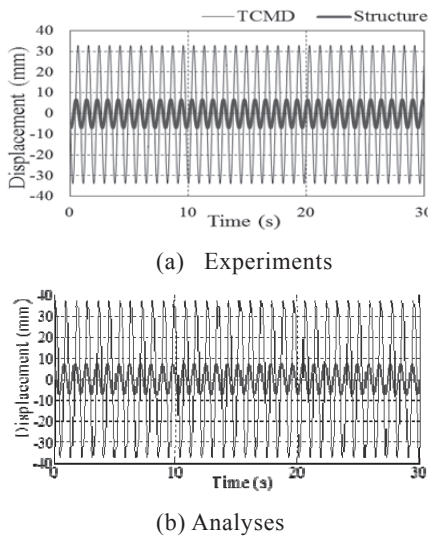 TCMD Structure
40
30
20
10
0
-10
-20
-30
-40
Displacement (mm)
0 10 20 30
Time (s)
(a) Experiments
40
30
20
10
0
-10
-20
-30
-40
Displacement (mm)
0 10 20 30
Time (s)
(b) Analyses